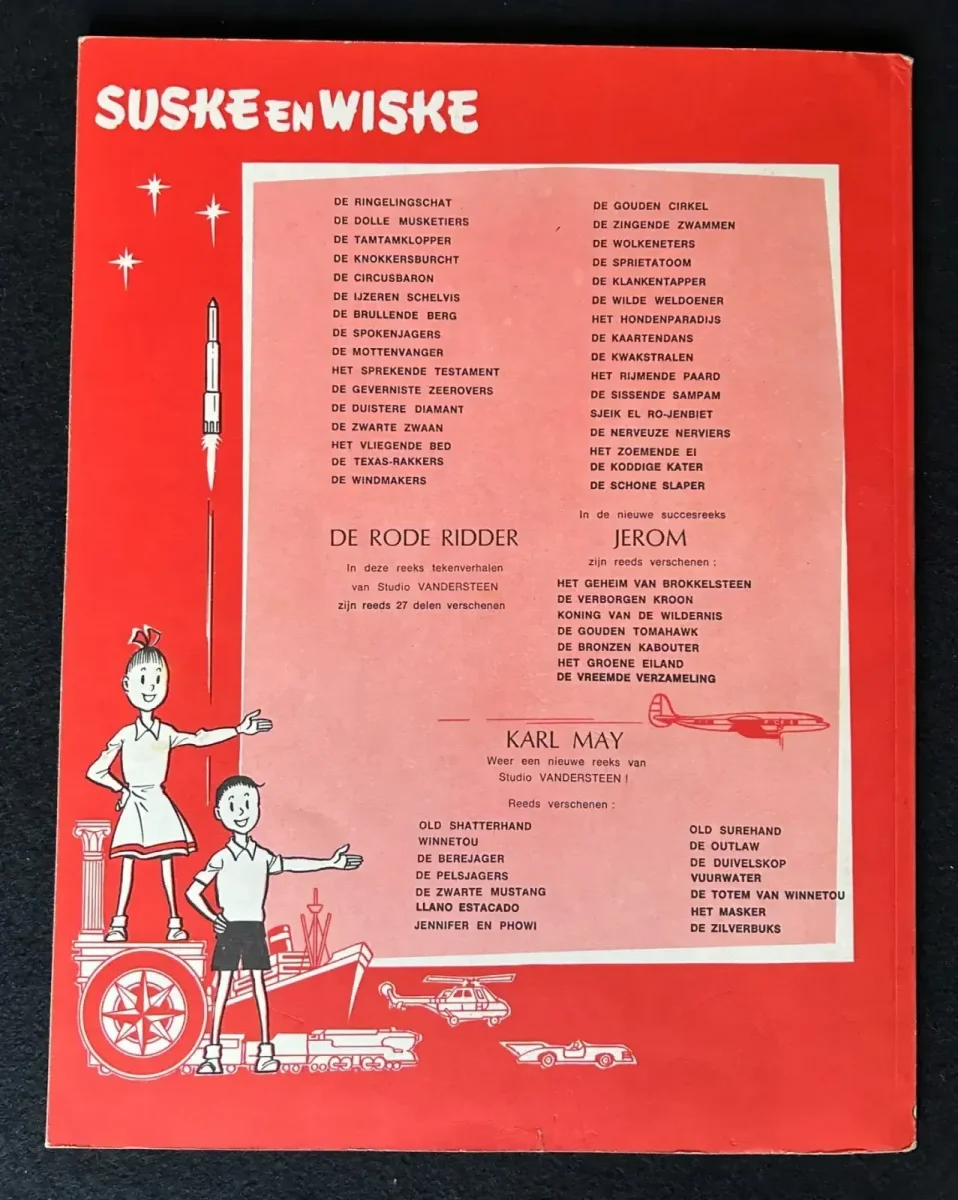 SUSKE EN WISKE
DE RINGELINGSCHAT
DE DOLLE MUSKETIERS
DE TAMTAMKLOPPER
DE KNOKKERSBURCHT
DE CIRCUSBARON
DE IJZEREN SCHELVIS
DE BRULLENDE BERG
DE SPOKENJAGERS
DE MOTTENVANGER
HET SPREKENDE TESTAMENT
DE GEVERNISTE ZEEROVERS
DE DUISTERE DIAMANT
DE ZWARTE ZWAAN
HET VLIEGENDE BED
DE TEXAS-RAKKERS
DE WINDMAKERS
DE GOUDEN CIRKEL
DE ZINGENDE ZWAMMEN
DE WOLKENETERS
DE SPRIETATOOM
DE KLANKENTAPPER
DE WILDE WELDOENER
HET HONDENPARADIJS
DE KAARTENDANS
DE KWAKSTRALEN
HET RIJMENDE PAARD
DE SISSENDE SAMPAM
SJEIK EL RO-JENBIET
DE NERVEUZE NERVIERS
HET ZOEMENDE EI
DE KODDIGE KATER
DE SCHONE SLAPER
DE RODE RIDDER
In deze reeks tekenverhalen
van Studio VANDERSTEEN
zijn reeds 27 delen verschenen
In de nieuwe succesreeks
JEROM
zijn reeds verschenen :
HET GEHEIM VAN BROKKELSTEEN
DE VERBORGEN KROON
KONING VAN DE WILDERNIS
DE GOUDEN TOMAHAWK
DE BRONZEN KABOUTER
HET GROENE EILAND
DE VREEMDE VERZAMELING
KARL MAY
Weer een nieuwe reeks van
Studio VANDERSTEEN !
Reeds verschenen :
OLD SHATTERHAND
WINNETOU
DE BEREJAGER
DE PELSJAGERS
DE ZWARTE MUSTANG
LLANO ESTACADO
JENNIFER EN PHOWI
OLD SUREHAND
DE OUTLAW
DE DUIVELSKOP
VUURWATER
DE TOTEM VAN WINNETOU
HET MASKER
DE ZILVERBUKS